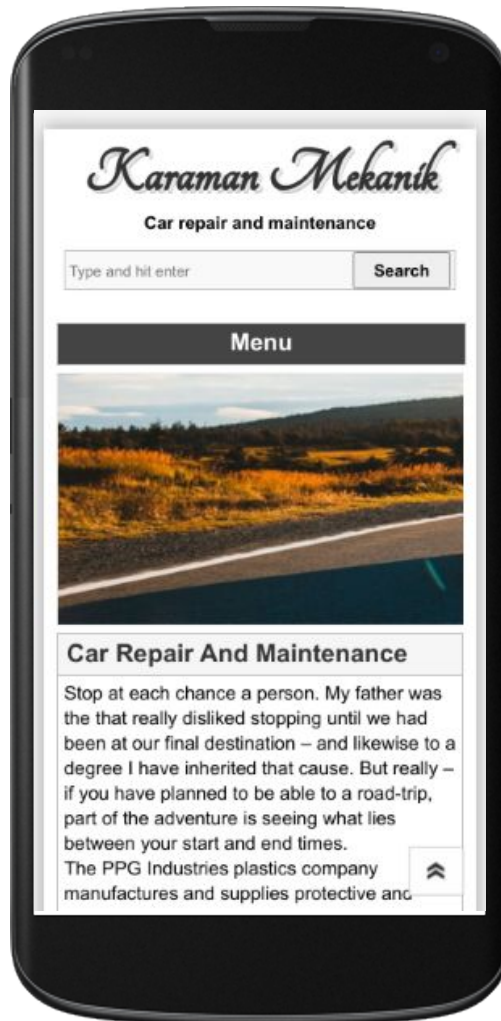 Karaman Mekanik
Car repair and maintenance
Type and hit enter
Search
Menu
Car Repair And Maintenance
Stop at each chance a person. My father was
the that really disliked stopping until we had
been at our final destination – and likewise to a
degree I have inherited that cause. But really –
if you have planned to be able to a road-trip,
part of the adventure is seeing what lies
between your start and end times.
The PPG Industries plastics company
manufactures and supplies protective and